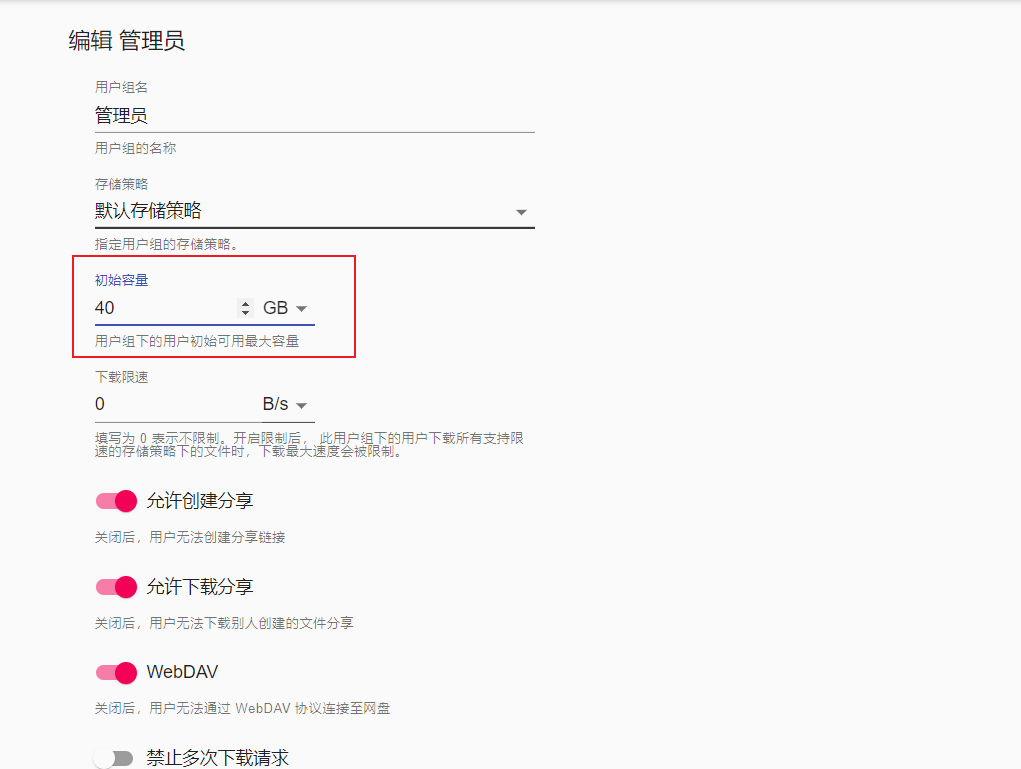 编辑 管理员
用户组名
管理员
用户组的名称
存储策略
默认存储策略
指定用户组的存储策略。
初始容量
40 GB
用户组下的用户初始可用最大容量
下载限速
0 B/s
填写为 0 表示不限制。开启限制后， 此用户组下的用户下载所有支持限
速的存储策略下的文件时，下载最大速度会被限制。
允许创建分享
关闭后，用户无法创建分享链接
允许下载分享
关闭后，用户无法下载别人创建的文件分享
WebDAV
关闭后，用户无法通过 WebDAV 协议连接至网盘
禁止多次下载请求